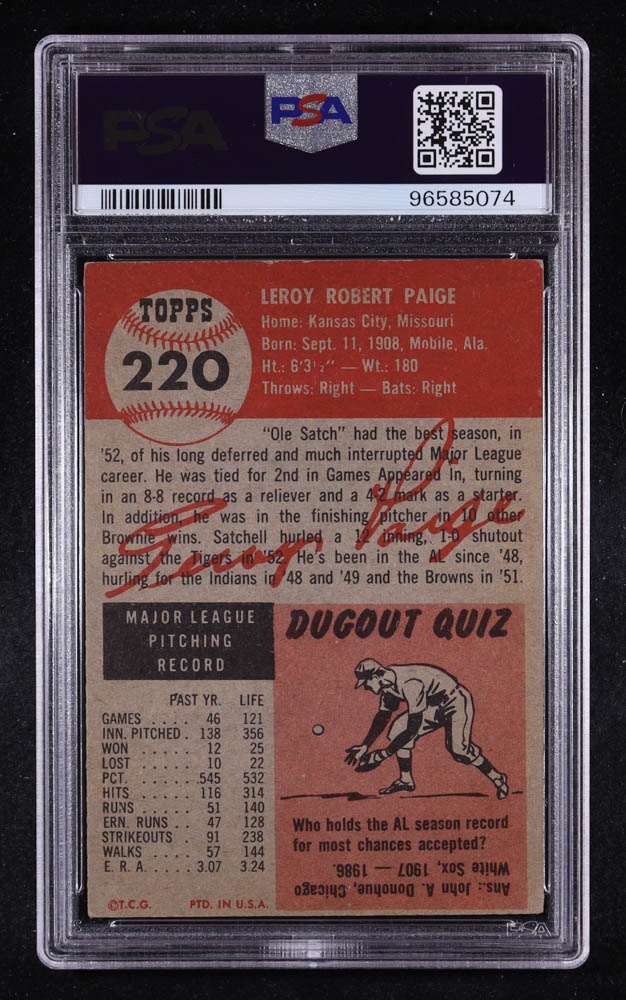 PSA
PSA
96585074
TOPPS
220
LEROY ROBERT PAIGE
Home: Kansas City, Missouri
Born: Sept. 11, 1908, Mobile, Ala.
Ht.: 6'3½" — Wt.: 180
Throws: Right — Bats: Right
"Ole Satch" had the best season, in
'52, of his long deferred and much interrupted Major League
career. He was tied for 2nd in Games Appeared In, turning
in an 8-8 record as a reliever and a 4-2 mark as a starter.
In addition, he was in the finishing pitcher in 10 other
Brownie wins. Satchell hurled a 12 inning, 1-0 shutout
against the Tigers in '52. He's been in the AL since '48,
hurling for the Indians in '48 and '49 and the Browns in '51.
MAJOR LEAGUE
PITCHING
RECORD
PAST YR. LIFE
GAMES .... 46 121
INN. PITCHED. 138 356
WON ..... 12 25
LOST ..... 10 22
PCT. ..... .545 532
HITS ..... 116 314
RUNS ..... 51 140
ERN. RUNS .. 47 128
STRIKEOUTS . 91 238
WALKS .... 57 144
E. R. A. .... 3.07 3.24
©T.C.G. PTD. IN U.S.A.
DUGOUT QUIZ
Who holds the AL season record
for most chances accepted?
Ans.: John A. Donohue, Chicago
White Sox, 1907 — 1986.
PSA